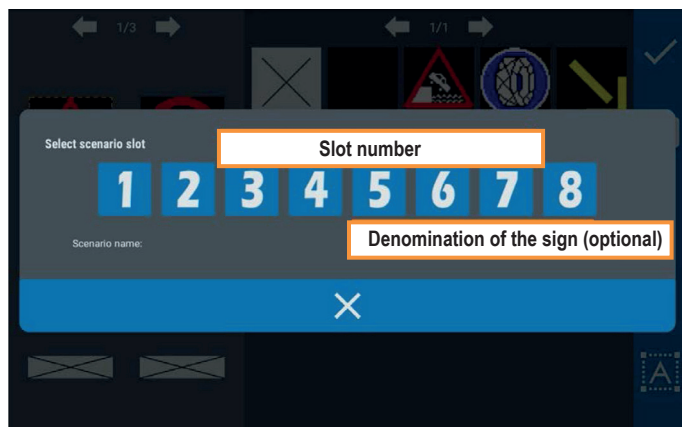 1/3
1/1
Select scenario slot
Slot number
1 2 3 4 5 6 7 8
Denomination of the sign (optional)
Scenario name:
A